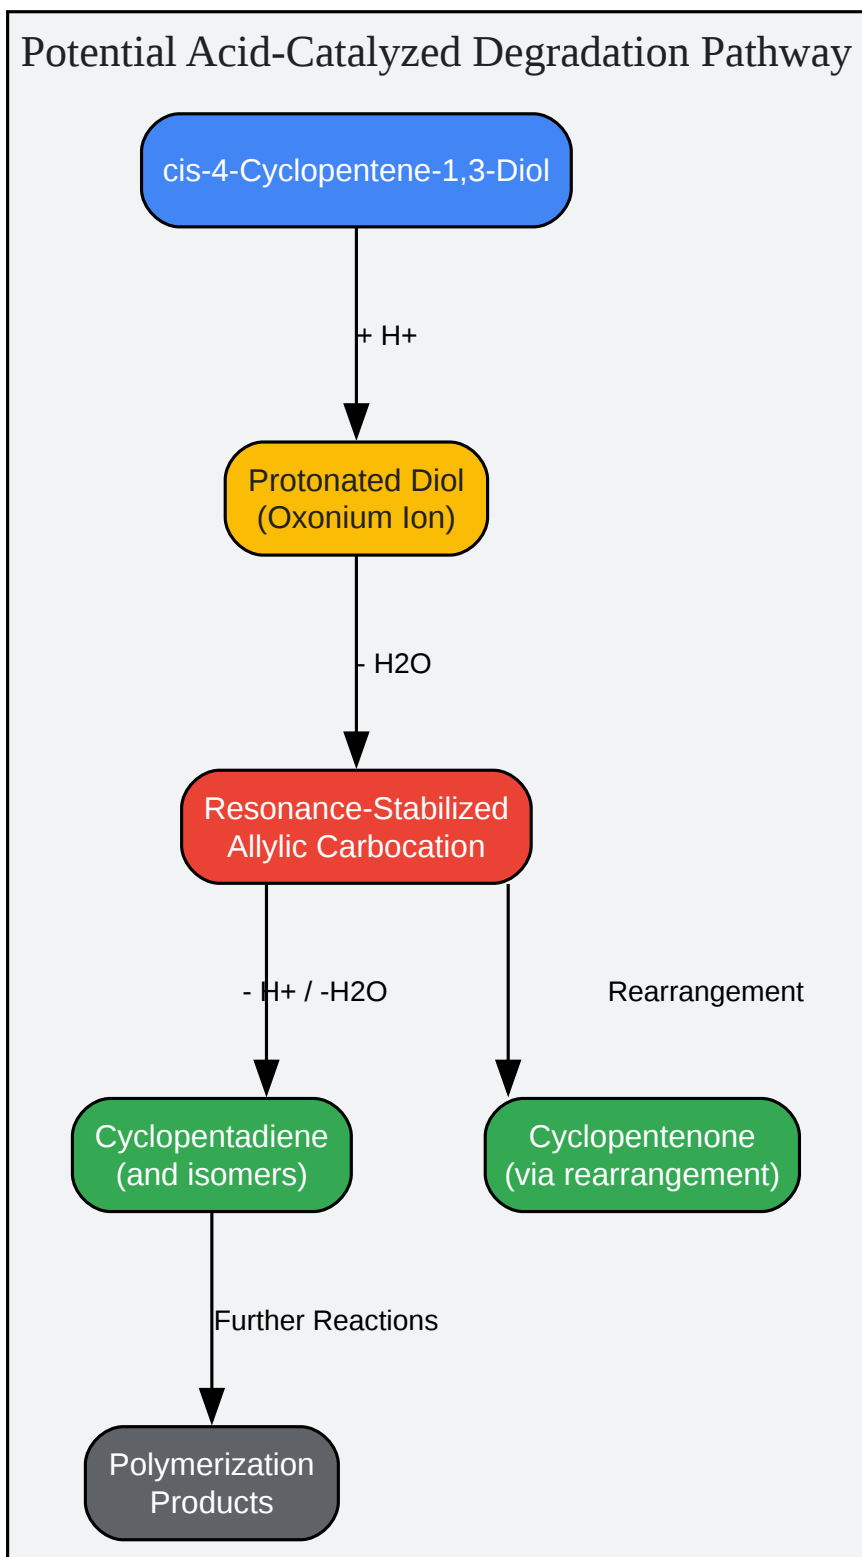 Potential Acid-Catalyzed Degradation Pathway
cis-4-Cyclopentene-1,3-Diol
+ H+
Protonated Diol
(Oxonium Ion)
- H2O
Resonance-Stabilized
Allylic Carbocation
- H+ / -H2O
Rearrangement
Cyclopentadiene
(and isomers)
Cyclopentenone
(via rearrangement)
Further Reactions
Polymerization
Products